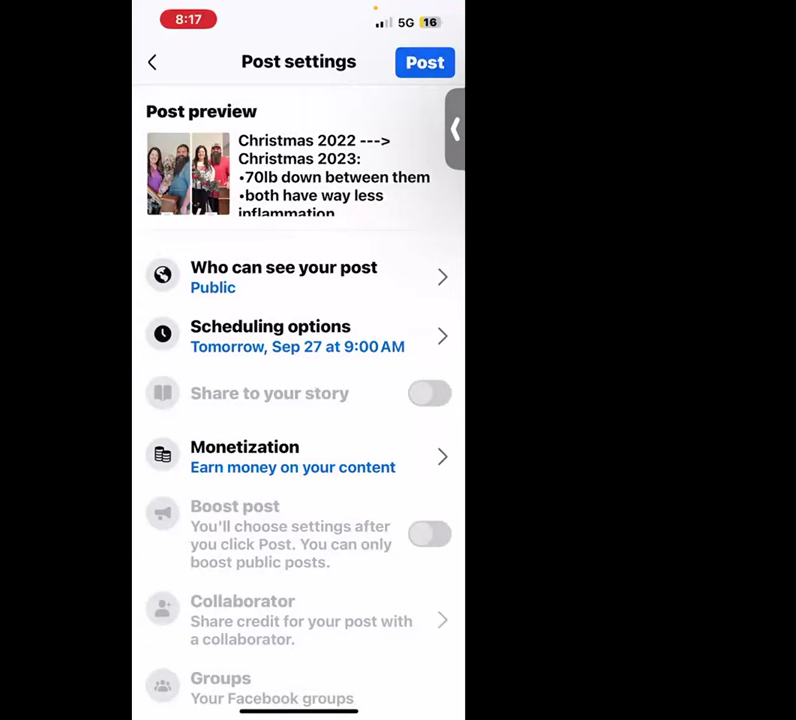 8:17
5G 16
Post settings
Post
Post preview
Christmas 2022 --->
Christmas 2023:
•70lb down between them
•both have way less
inflammation
Who can see your post
Public
Scheduling options
Tomorrow, Sep 27 at 9:00 AM
Share to your story
Monetization
Earn money on your content
Boost post
You'll choose settings after
you click Post. You can only
boost public posts.
Collaborator
Share credit for your post with
a collaborator.
Groups
Your Facebook groups